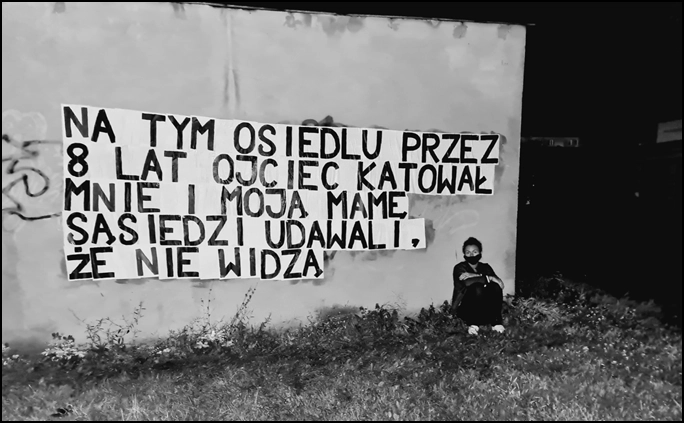 NA TYM OSIEDLU PRZEZ
8 LAT OJCIEC KATOWAŁ
MNIE I MOJĄ MAMĘ
SĄSIEDZI UDAWALI,
ŻE NIE WIDZĄ